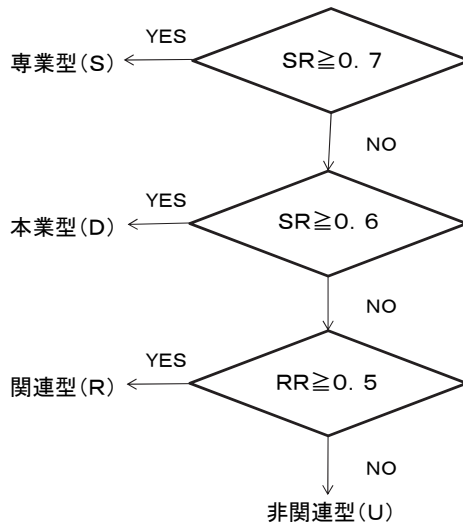 YES
専業型(S)
SR≧0.7
NO
YES
本業型(D)
SR≧0.6
NO
YES
関連型(R)
RR≧0.5
NO
非関連型(U)